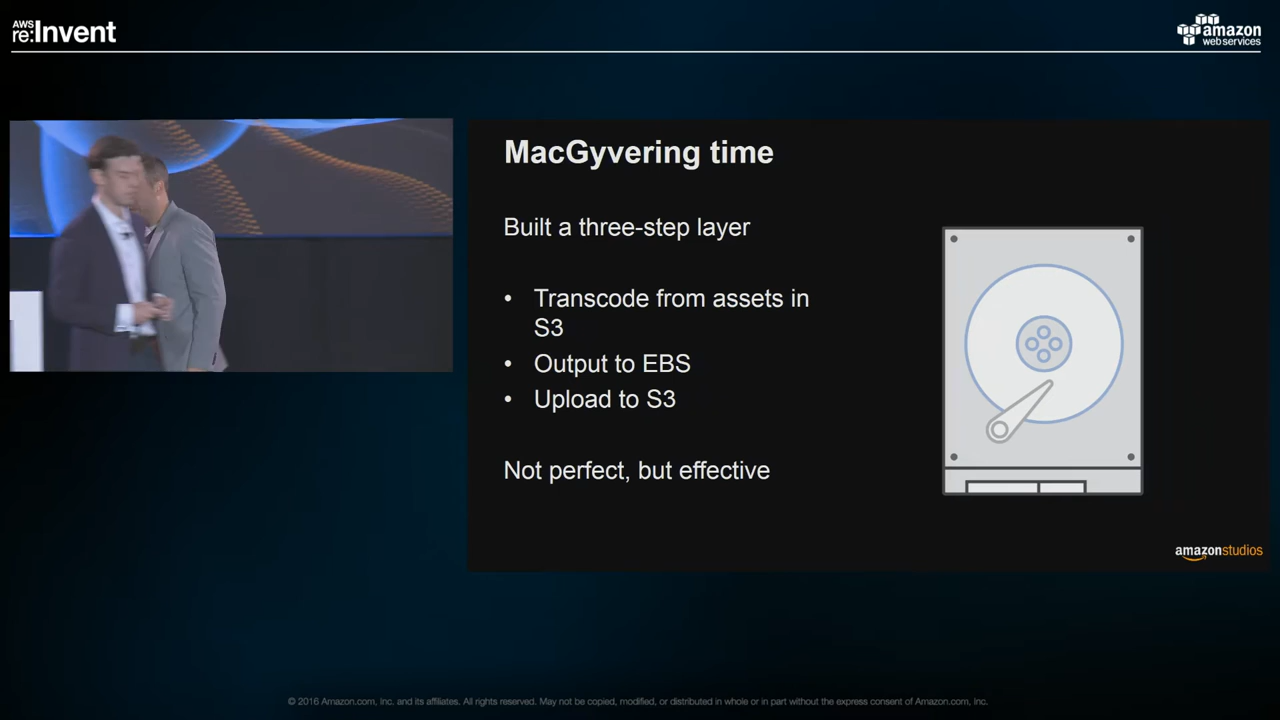 AWS
re:Invent
amazon
webservices
MacGyvering time
Built a three-step layer
• Transcode from assets in
S3
• Output to EBS
• Upload to S3
Not perfect, but effective
amazonstudios
© 2016 Amazon.com, Inc. and its affiliates. All rights reserved. May not be copied, modified, or distributed in whole or in part without the express consent of Amazon.com, Inc.